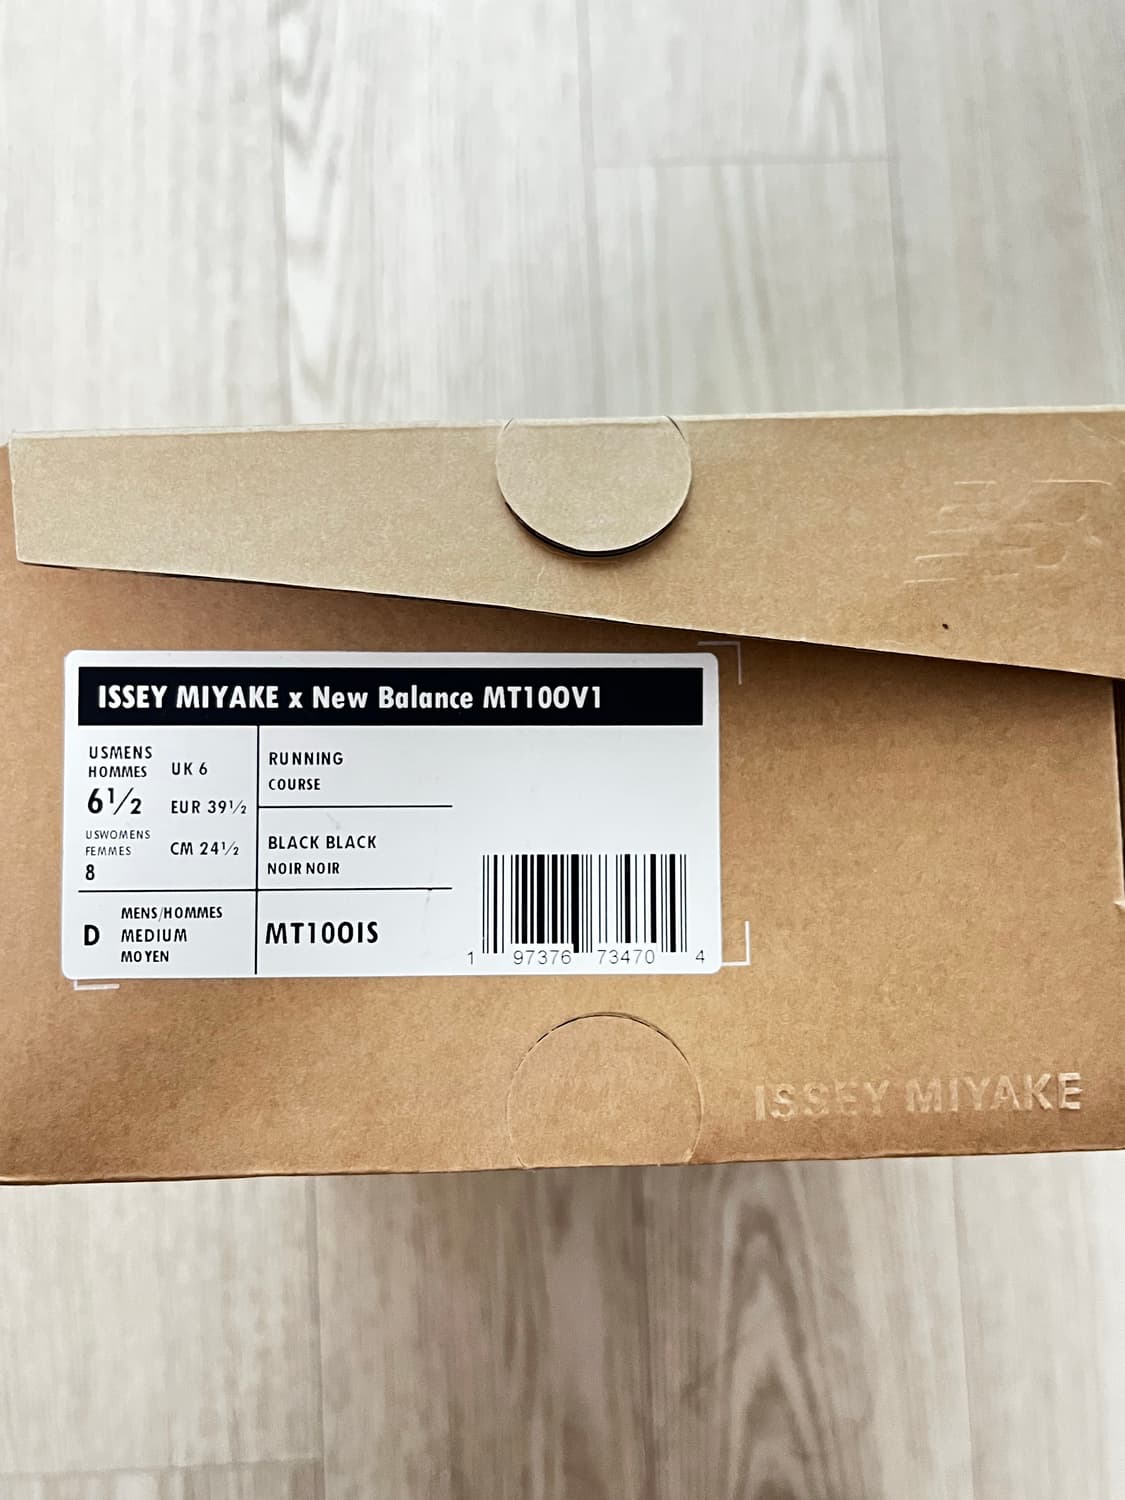 ISSEY MIYAKE x New Balance MT100V1
USMENS
HOMMES
6½
UK 6
EUR 39½
USWOMENS
FEMMES
8
CM 24½
RUNNING
COURSE
BLACK BLACK
NOIR NOIR
D
MENS/HOMMES
MEDIUM
MOYEN
MT100IS
1 97376 73470 4
ISSEY MIYAKE